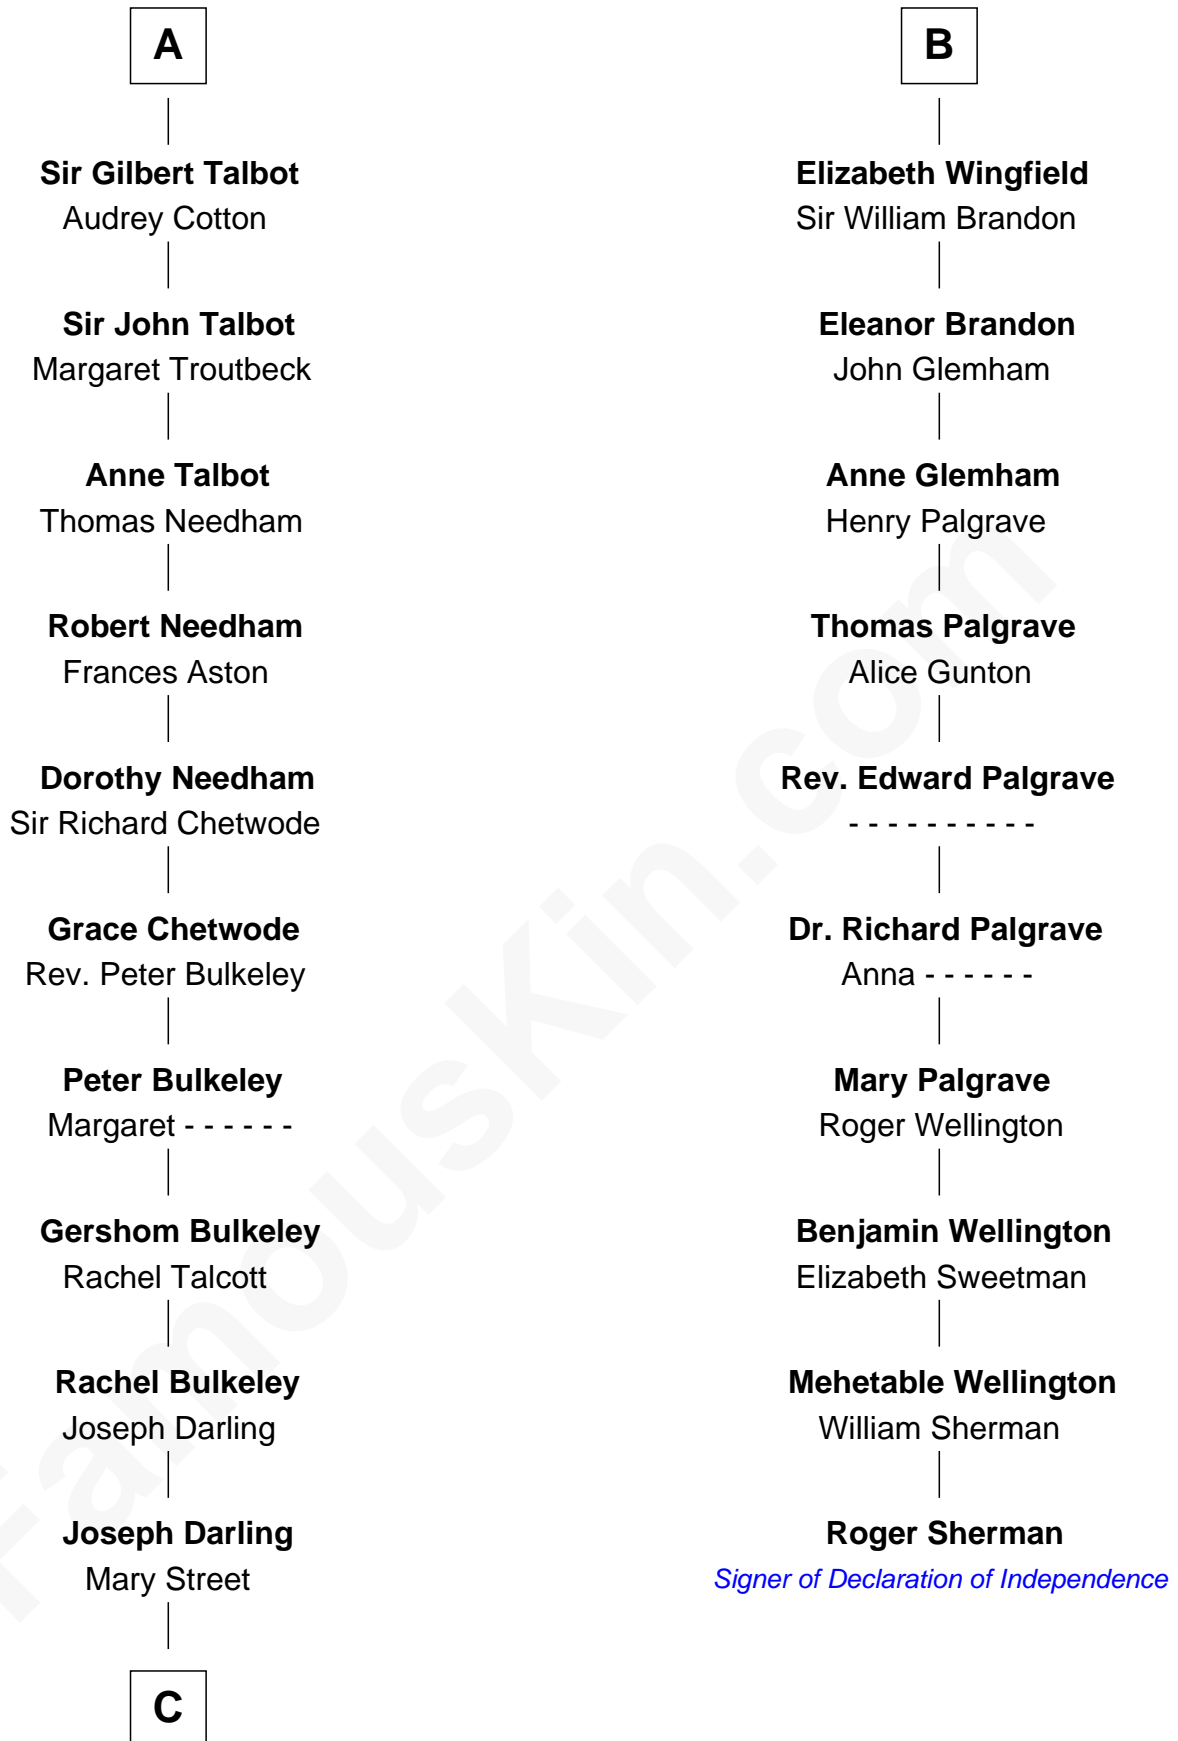 A
Sir Gilbert Talbot
Audrey Cotton
Sir John Talbot
Margaret Troutbeck
Anne Talbot
Thomas Needham
Robert Needham
Frances Aston
Dorothy Needham
Sir Richard Chetwode
Grace Chetwode
Rev. Peter Bulkeley
Peter Bulkeley
Margaret - - - - - -
Gershom Bulkeley
Rachel Talcott
Rachel Bulkeley
Joseph Darling
Joseph Darling
Mary Street
C
B
Elizabeth Wingfield
Sir William Brandon
Eleanor Brandon
John Glemham
Anne Glemham
Henry Palgrave
Thomas Palgrave
Alice Gunton
Rev. Edward Palgrave
- - - - - - - - - -
Dr. Richard Palgrave
Anna - - - - - -
Mary Palgrave
Roger Wellington
Benjamin Wellington
Elizabeth Sweetman
Mehetable Wellington
William Sherman
Roger Sherman
Signer of Declaration of Independence
FamousKin.com